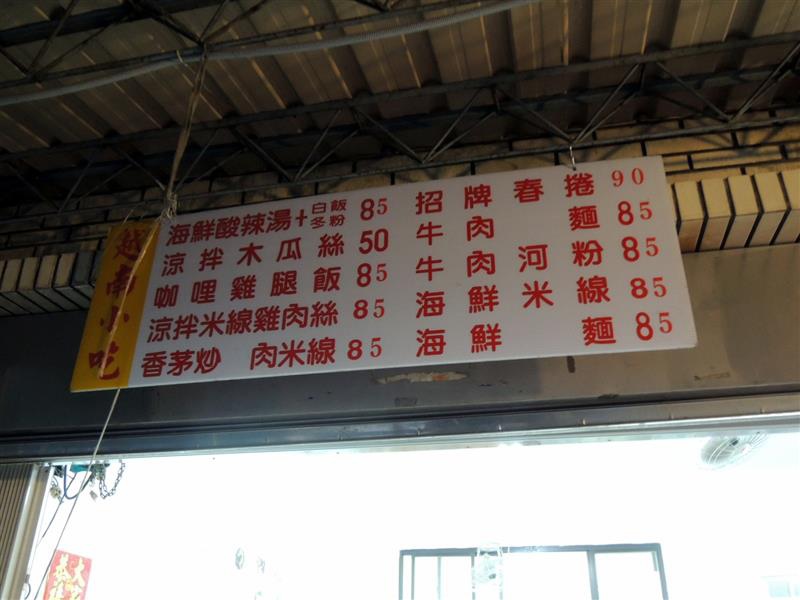 越南小吃
海鮮酸辣湯+白飯冬粉 85
涼拌木瓜絲 50
咖哩雞腿飯 85
涼拌米線雞肉絲 85
香茅炒 肉米線 85
招牌春捲 90
牛肉 麵 85
牛肉河粉 85
海鮮米線 85
海鮮 麵 85